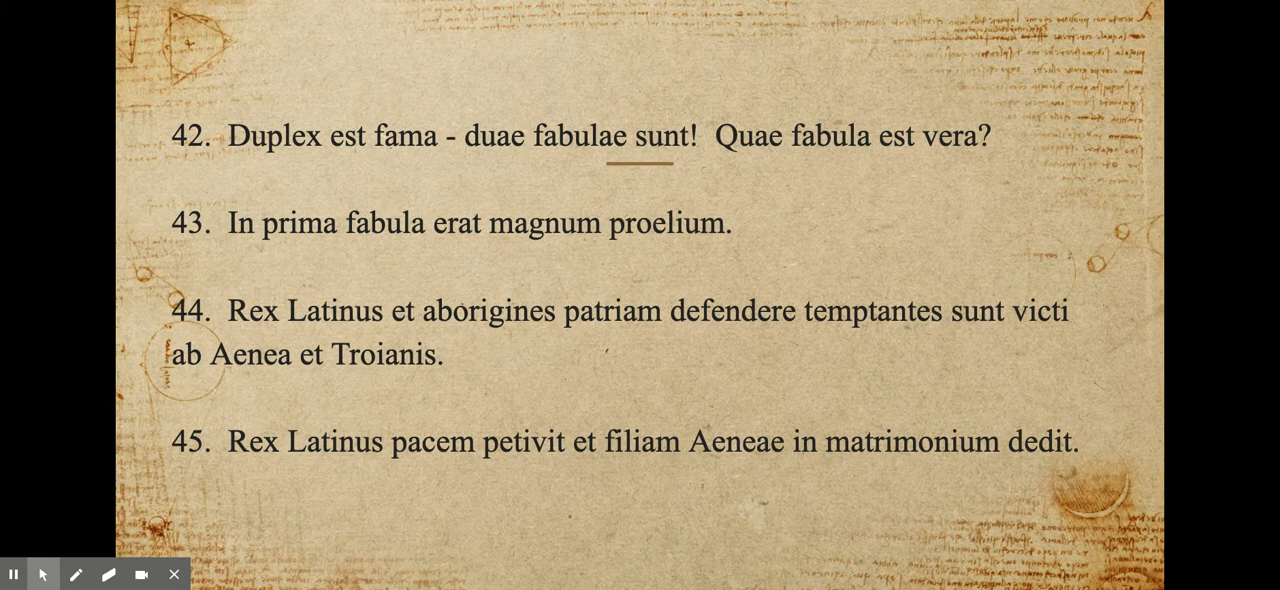 42. Duplex est fama - duae fabulae sunt! Quae fabula est vera?
43. In prima fabula erat magnum proelium.
44. Rex Latinus et aborigines patriam defendere temptantes sunt victi
ab Aenea et Troianis.
45. Rex Latinus pacem petivit et filiam Aeneae in matrimonium dedit.